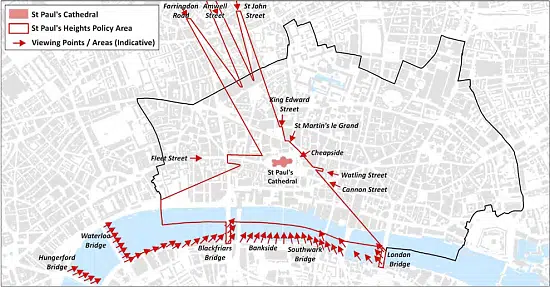 St Paul's Cathedral
St Paul's Heights Policy Area
Viewing Points / Areas (Indicative)
Farringdon
Road
Amwell
Street
St John
Street
King Edward
Street
St Martin's le Grand
Cheapside
Fleet Street
St Paul's
Cathedral
Watling Street
Cannon Street
Waterloo
Bridge
Hungerford
Bridge
Blackfriars
Bridge
Bankside
Southwark
Bridge
London
Bridge